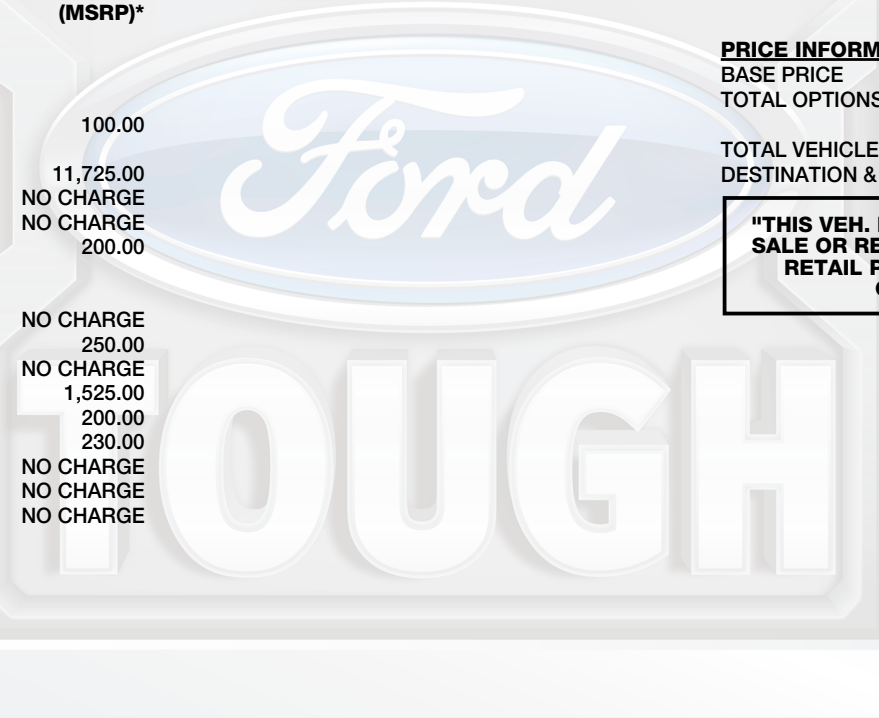 (MSRP)*
100.00
11,725.00
NO CHARGE
NO CHARGE
200.00
NO CHARGE
250.00
NO CHARGE
1,525.00
200.00
230.00
NO CHARGE
NO CHARGE
NO CHARGE
PRICE INFORM
BASE PRICE
TOTAL OPTIONS
TOTAL VEHICLE
DESTINATION &
"THIS VEH.
SALE OR RE
RETAIL P
Ford
TOUGH